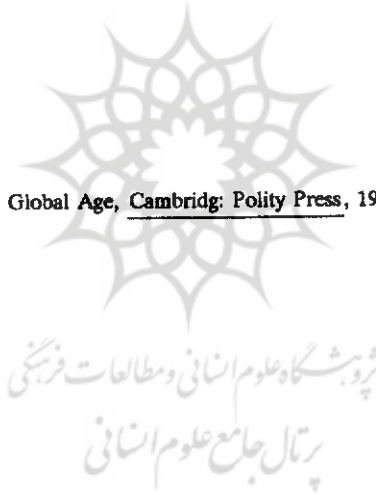 Global Age, Cambridg: Polity Press, 19
پژوهشگاه علوم انسانی و مطالعات فرهنگی
پرتال جامع علوم انسانی